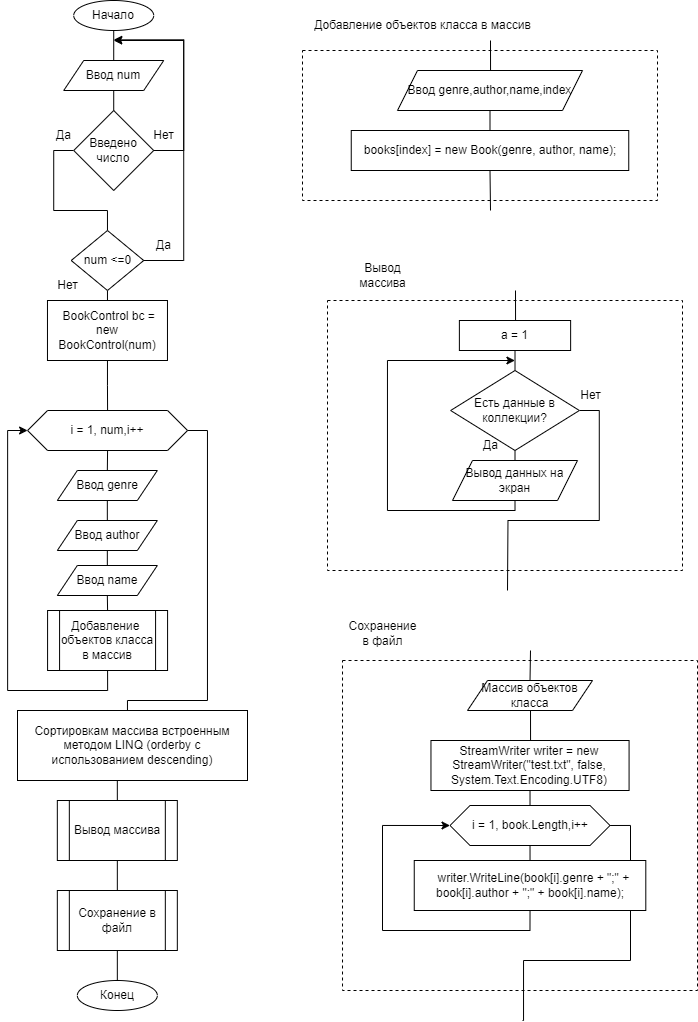 Начало
Ввод num
Да
Введено
число
Нет
num <=0
Да
Нет
BookControl bc =
new
BookControl(num)
i = 1, num,i++
Ввод genre
Ввод author
Ввод name
Добавление
объектов класса
в массив
Сортировкам массива встроенным
методом LINQ (orderby с
использованием descending)
Вывод массива
Сохранение в
файл
Конец
Добавление объектов класса в массив
Ввод genre,author,name,index
books[index] = new Book(genre, author, name);
Вывод
массива
a = 1
Есть данные в
коллекции?
Нет
Да
Вывод данных на
экран
Сохранение
в файл
Массив объектов
класса
StreamWriter writer = new
StreamWriter("test.txt", false,
System.Text.Encoding.UTF8)
i = 1, book.Length,i++
writer.WriteLine(book[i].genre + ";" +
book[i].author + ";" + book[i].name);